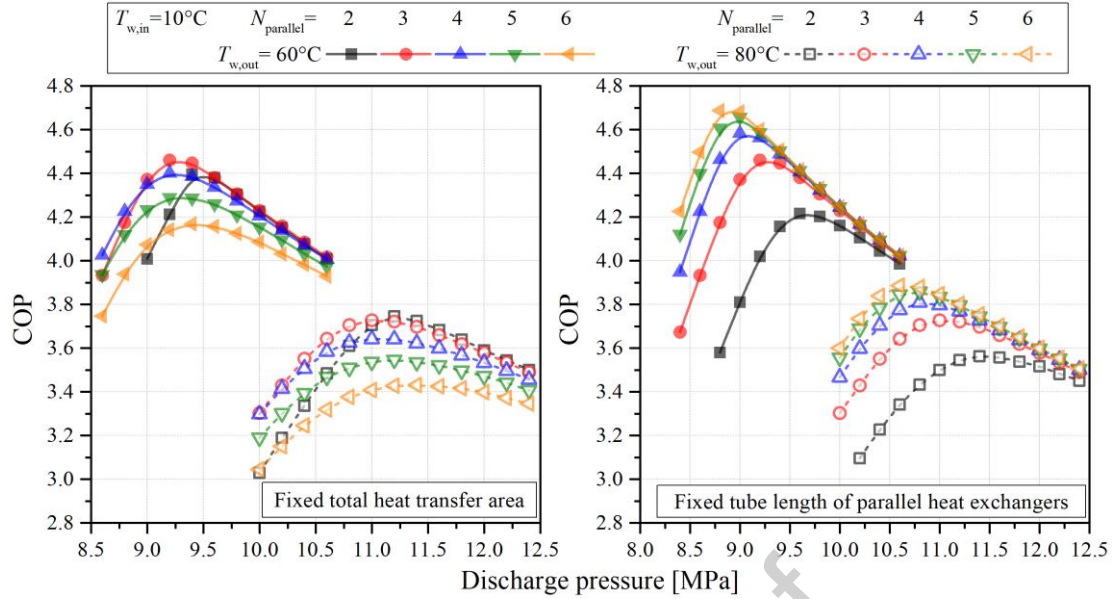 T_w,in=10°C N_parallel= 2 3 4 5 6 N_parallel= 2 3 4 5 6
T_w,out= 60°C T_w,out= 80°C
4.8
4.6
4.4
4.2
4.0
3.8
3.6
3.4
3.2
3.0
2.8
COP
Fixed total heat transfer area
8.5 9.0 9.5 10.0 10.5 11.0 11.5 12.0 12.5
4.8
4.6
4.4
4.2
4.0
3.8
3.6
3.4
3.2
3.0
2.8
COP
Fixed tube length of parallel heat exchangers
8.0 8.5 9.0 9.5 10.0 10.5 11.0 11.5 12.0 12.5
Discharge pressure [MPa]
f